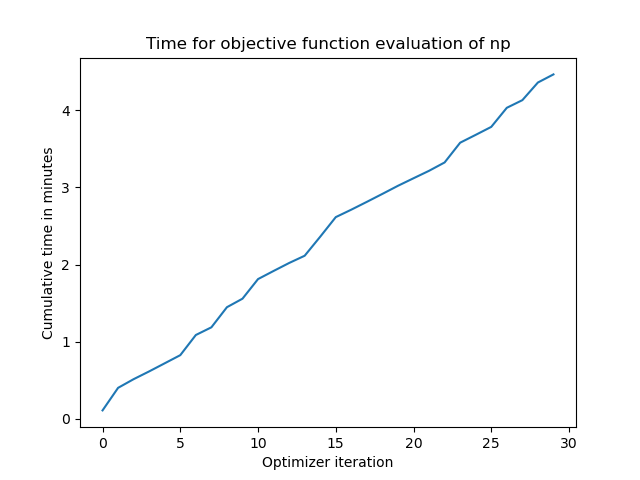 Time for objective function evaluation of np
Cumulative time in minutes
4
3
2
1
0
0 5 10 15 20 25 30
Optimizer iteration